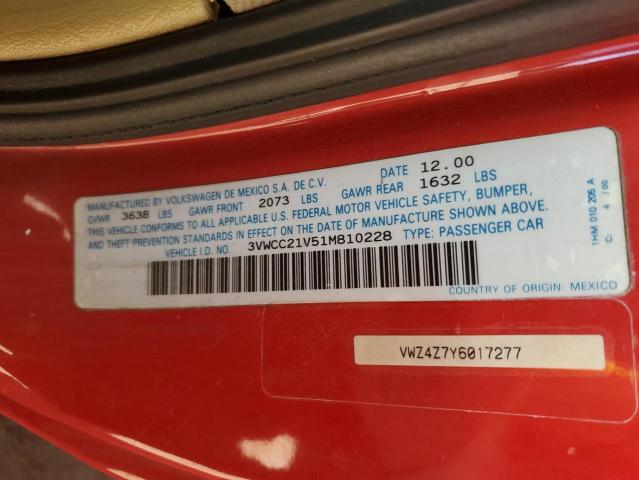 MANUFACTURED BY VOLKSWAGEN DE MEXICO S.A. DE C.V. DATE 12.00
GVWR 3638 LBS GAWR FRONT 2073 LBS GAWR REAR 1632 LBS
THIS VEHICLE CONFORMS TO ALL APPLICABLE U.S. FEDERAL MOTOR VEHICLE SAFETY, BUMPER,
AND THEFT PREVENTION STANDARDS IN EFFECT ON THE DATE OF MANUFACTURE SHOWN ABOVE.
VEHICLE I.D. NO. 3VWCC21V51M810228 TYPE: PASSENGER CAR
COUNTRY OF ORIGIN: MEXICO
1HM 010 205 A
C: 4 / 00
VWZ4Z7Y6017277